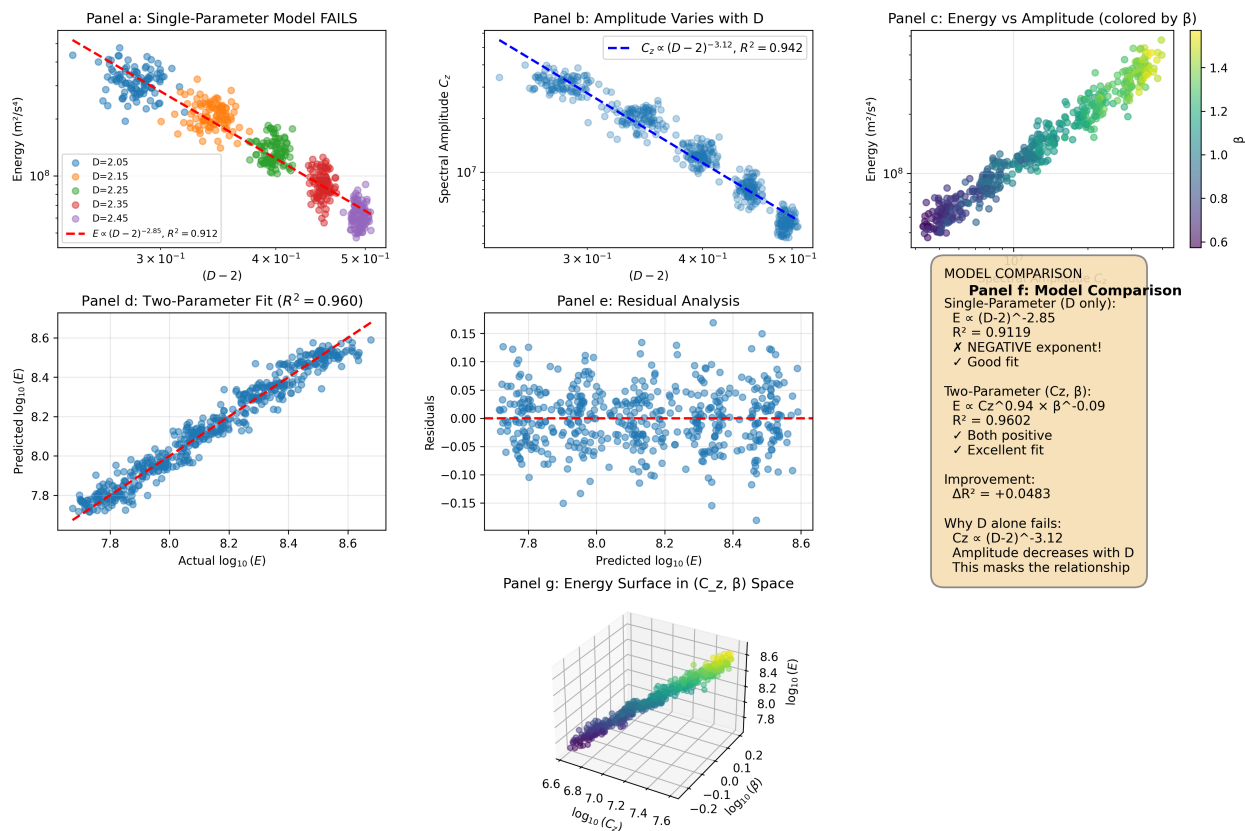 Panel a: Single-Parameter Model FAILS
Energy (m²/s⁴)
10⁸
D=2.05
D=2.15
D=2.25
D=2.35
D=2.45
E ∝ (D − 2)^−2.85, R² = 0.912
3 × 10⁻¹ 4 × 10⁻¹ 5 × 10⁻¹
(D − 2)
Panel b: Amplitude Varies with D
Spectral Amplitude C_z
10⁷
C_z ∝ (D − 2)^−3.12, R² = 0.942
3 × 10⁻¹ 4 × 10⁻¹ 5 × 10⁻¹
(D − 2)
Panel c: Energy vs Amplitude (colored by β)
Energy (m²/s⁴)
10⁸
1.4
1.2
1.0
0.8
0.6
β
Panel d: Two-Parameter Fit (R² = 0.960)
Predicted log₁₀(E)
8.6
8.4
8.2
8.0
7.8
7.8 8.0 8.2 8.4 8.6
Actual log₁₀(E)
Panel e: Residual Analysis
Residuals
0.15
0.10
0.05
0.00
−0.05
−0.10
−0.15
7.8 8.0 8.2 8.4 8.6
Predicted log₁₀(E)
MODEL COMPARISON
Panel f: Model Comparison
Single-Parameter (D only):
E ∝ (D-2)^-2.85
R² = 0.9119
✗ NEGATIVE exponent!
✓ Good fit
Two-Parameter (Cz, β):
E ∝ Cz^0.94 × β^-0.09
R² = 0.9602
✓ Both positive
✓ Excellent fit
Improvement:
ΔR² = +0.0483
Why D alone fails:
Cz ∝ (D-2)^-3.12
Amplitude decreases with D
This masks the relationship
Panel g: Energy Surface in (C_z, β) Space
8.6
8.4
8.2
8.0
7.8
log₁₀(E)
0.2
0.1
0.0
−0.1
−0.2
log₁₀(β)
6.6 6.8 7.0 7.2 7.4 7.6
log₁₀(C_z)